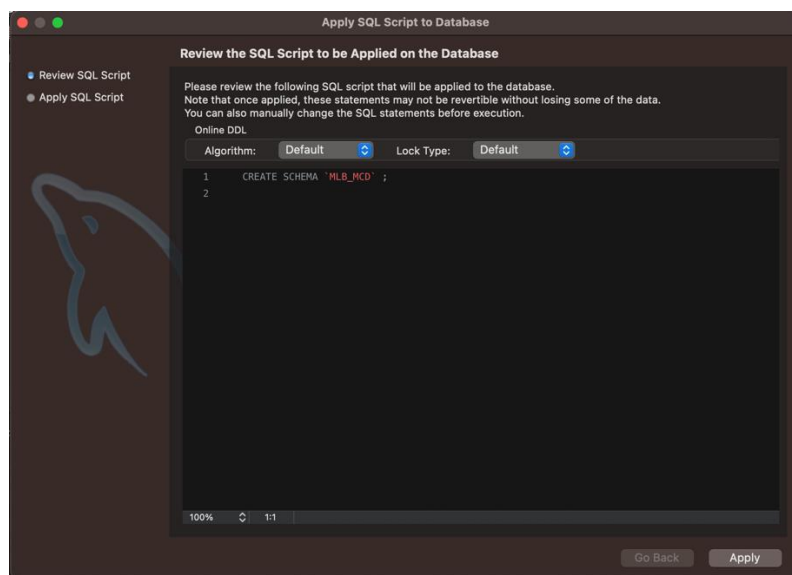 Apply SQL Script to Database
Review the SQL Script to be Applied on the Database
Review SQL Script
Apply SQL Script
Please review the following SQL script that will be applied to the database.
Note that once applied, these statements may not be revertible without losing some of the data.
You can also manually change the SQL statements before execution.
Online DDL
Algorithm: Default Lock Type: Default
1 CREATE SCHEMA `MLB_MCD` ;
2
100% 1:1
Go Back Apply